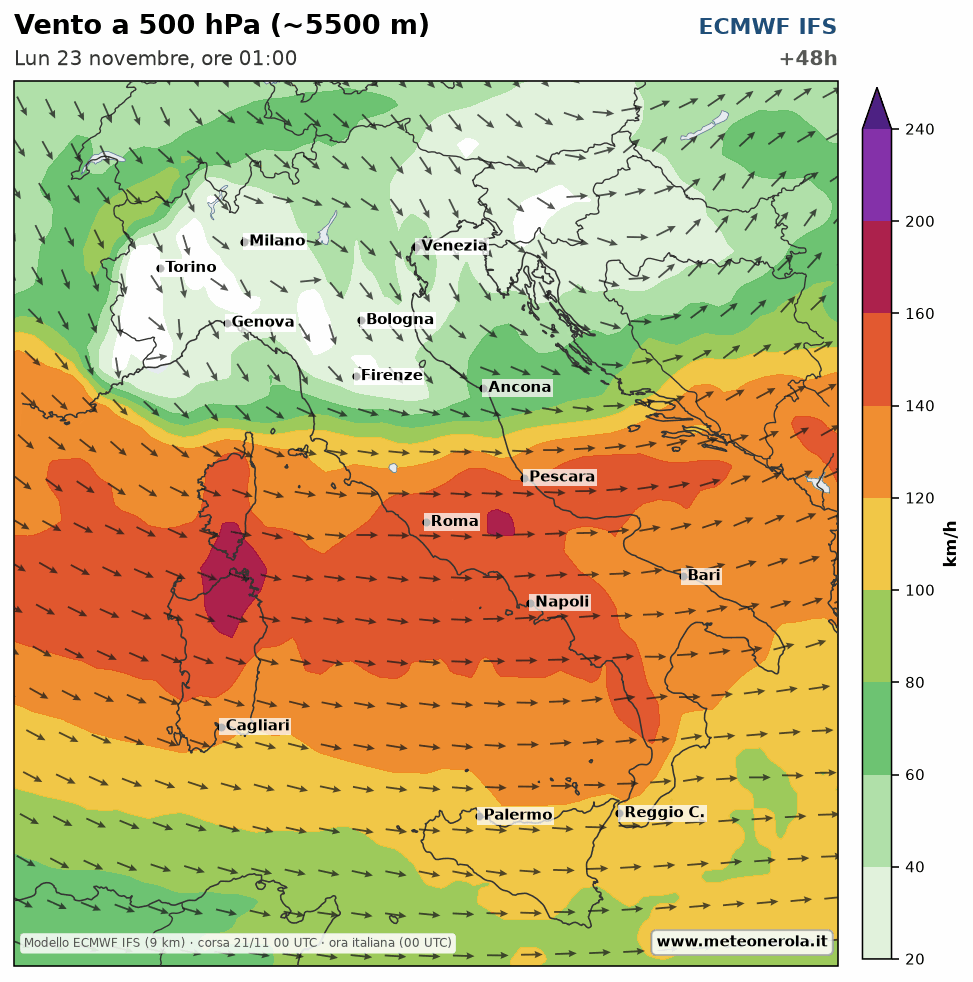 Vento a 500 hPa (~5500 m)
ECMWF IFS
Lun 23 novembre, ore 01:00
+48h
240
200
160
140
120
100
80
60
40
20
km/h
Milano
Venezia
Torino
Genova
Bologna
Firenze
Ancona
Pescara
Roma
Bari
Napoli
Cagliari
Palermo
Reggio C.
Modello ECMWF IFS (9 km) · corsa 21/11 00 UTC · ora italiana (00 UTC)
www.meteonerola.it